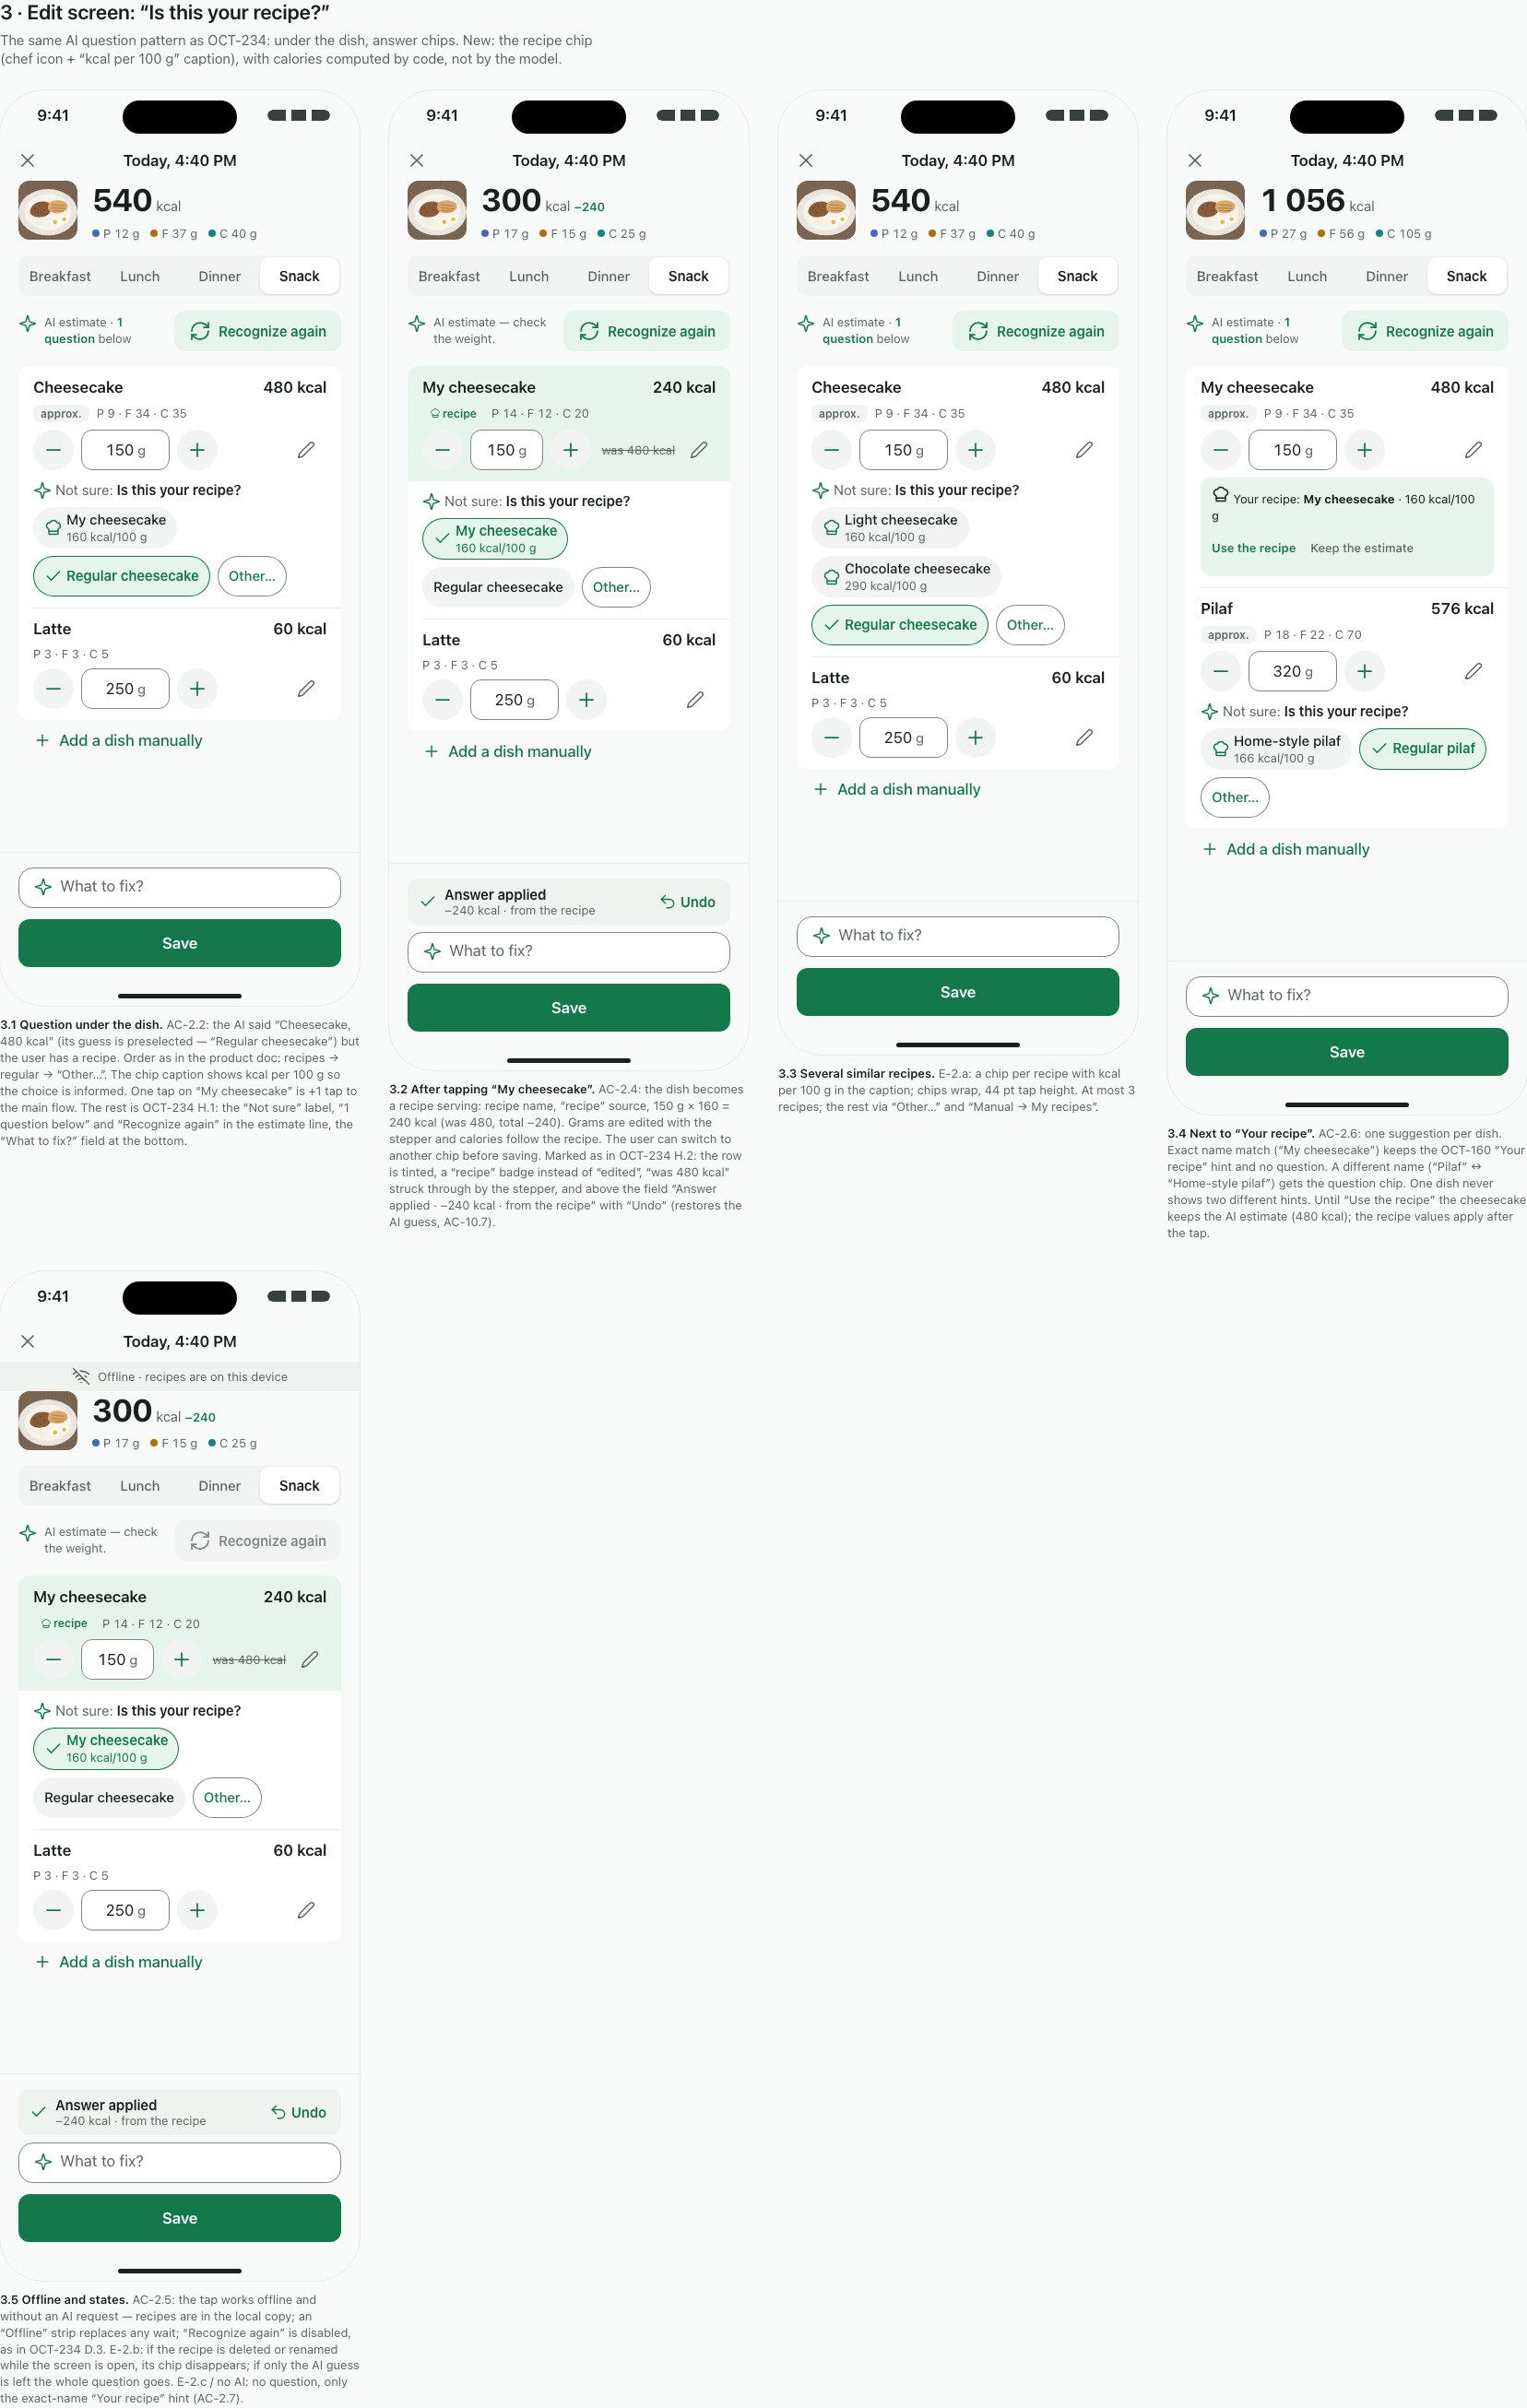 3 · Edit screen: “Is this your recipe?”
The same AI question pattern as OCT-234: under the dish, answer chips. New: the recipe chip
(chef icon + “kcal per 100 g” caption), with calories computed by code, not by the model.
9:41
Today, 4:40 PM
540 kcal
P 12 g F 37 g C 40 g
Breakfast Lunch Dinner Snack
AI estimate · 1
question below
Recognize again
Cheesecake 480 kcal
approx. P 9 · F 34 · C 35
150 g
Not sure: Is this your recipe?
My cheesecake
160 kcal/100 g
Regular cheesecake Other...
Latte 60 kcal
P 3 · F 3 · C 5
250 g
Add a dish manually
What to fix?
Save
3.1 Question under the dish. AC-2.2: the AI said “Cheesecake,
480 kcal” (its guess is preselected — “Regular cheesecake”) but
the user has a recipe. Order as in the product doc: recipes →
regular → “Other...”. The chip caption shows kcal per 100 g so
the choice is informed. One tap on “My cheesecake” is +1 tap to
the main flow. The rest is OCT-234 H.1: the “Not sure” label, “1
question below” and “Recognize again” in the estimate line, the
“What to fix?” field at the bottom.
9:41
Today, 4:40 PM
300 kcal −240
P 17 g F 15 g C 25 g
Breakfast Lunch Dinner Snack
AI estimate — check
the weight.
Recognize again
My cheesecake 240 kcal
recipe P 14 · F 12 · C 20
150 g was 480 kcal
Not sure: Is this your recipe?
My cheesecake
160 kcal/100 g
Regular cheesecake Other...
Latte 60 kcal
P 3 · F 3 · C 5
250 g
Add a dish manually
Answer applied
−240 kcal · from the recipe
Undo
What to fix?
Save
3.2 After tapping “My cheesecake”. AC-2.4: the dish becomes
a recipe serving: recipe name, “recipe” source, 150 g × 160 =
240 kcal (was 480, total −240). Grams are edited with the
stepper and calories follow the recipe. The user can switch to
another chip before saving. Marked as in OCT-234 H.2: the row
is tinted, a “recipe” badge instead of “edited”, “was 480 kcal”
struck through by the stepper, and above the field “Answer
applied · −240 kcal · from the recipe” with “Undo” (restores the
AI guess, AC-10.7).
9:41
Today, 4:40 PM
540 kcal
P 12 g F 37 g C 40 g
Breakfast Lunch Dinner Snack
AI estimate · 1
question below
Recognize again
Cheesecake 480 kcal
approx. P 9 · F 34 · C 35
150 g
Not sure: Is this your recipe?
Light cheesecake
160 kcal/100 g
Chocolate cheesecake
290 kcal/100 g
Regular cheesecake Other...
Latte 60 kcal
P 3 · F 3 · C 5
250 g
Add a dish manually
What to fix?
Save
3.3 Several similar recipes. E-2.a: a chip per recipe with kcal
per 100 g in the caption; chips wrap, 44 pt tap height. At most 3
recipes; the rest via “Other...” and “Manual → My recipes”.
9:41
Today, 4:40 PM
1 056 kcal
P 27 g F 56 g C 105 g
Breakfast Lunch Dinner Snack
AI estimate · 1
question below
Recognize again
My cheesecake 480 kcal
approx. P 9 · F 34 · C 35
150 g
Your recipe: My cheesecake · 160 kcal/100
g
Use the recipe Keep the estimate
Pilaf 576 kcal
approx. P 18 · F 22 · C 70
320 g
Not sure: Is this your recipe?
Home-style pilaf
166 kcal/100 g
Regular pilaf
Other...
Add a dish manually
What to fix?
Save
3.4 Next to “Your recipe”. AC-2.6: one suggestion per dish.
Exact name match (“My cheesecake”) keeps the OCT-160 “Your
recipe” hint and no question. A different name (“Pilaf” ↔
“Home-style pilaf”) gets the question chip. One dish never
shows two different hints. Until “Use the recipe” the cheesecake
keeps the AI estimate (480 kcal); the recipe values apply after
the tap.
9:41
Today, 4:40 PM
Offline · recipes are on this device
300 kcal −240
P 17 g F 15 g C 25 g
Breakfast Lunch Dinner Snack
AI estimate — check
the weight.
Recognize again
My cheesecake 240 kcal
recipe P 14 · F 12 · C 20
150 g was 480 kcal
Not sure: Is this your recipe?
My cheesecake
160 kcal/100 g
Regular cheesecake Other...
Latte 60 kcal
P 3 · F 3 · C 5
250 g
Add a dish manually
Answer applied
−240 kcal · from the recipe
Undo
What to fix?
Save
3.5 Offline and states. AC-2.5: the tap works offline and
without an AI request — recipes are in the local copy; an
“Offline” strip replaces any wait; “Recognize again” is disabled,
as in OCT-234 D.3. E-2.b: if the recipe is deleted or renamed
while the screen is open, its chip disappears; if only the AI guess
is left the whole question goes. E-2.c / no AI: no question, only
the exact-name “Your recipe” hint (AC-2.7).